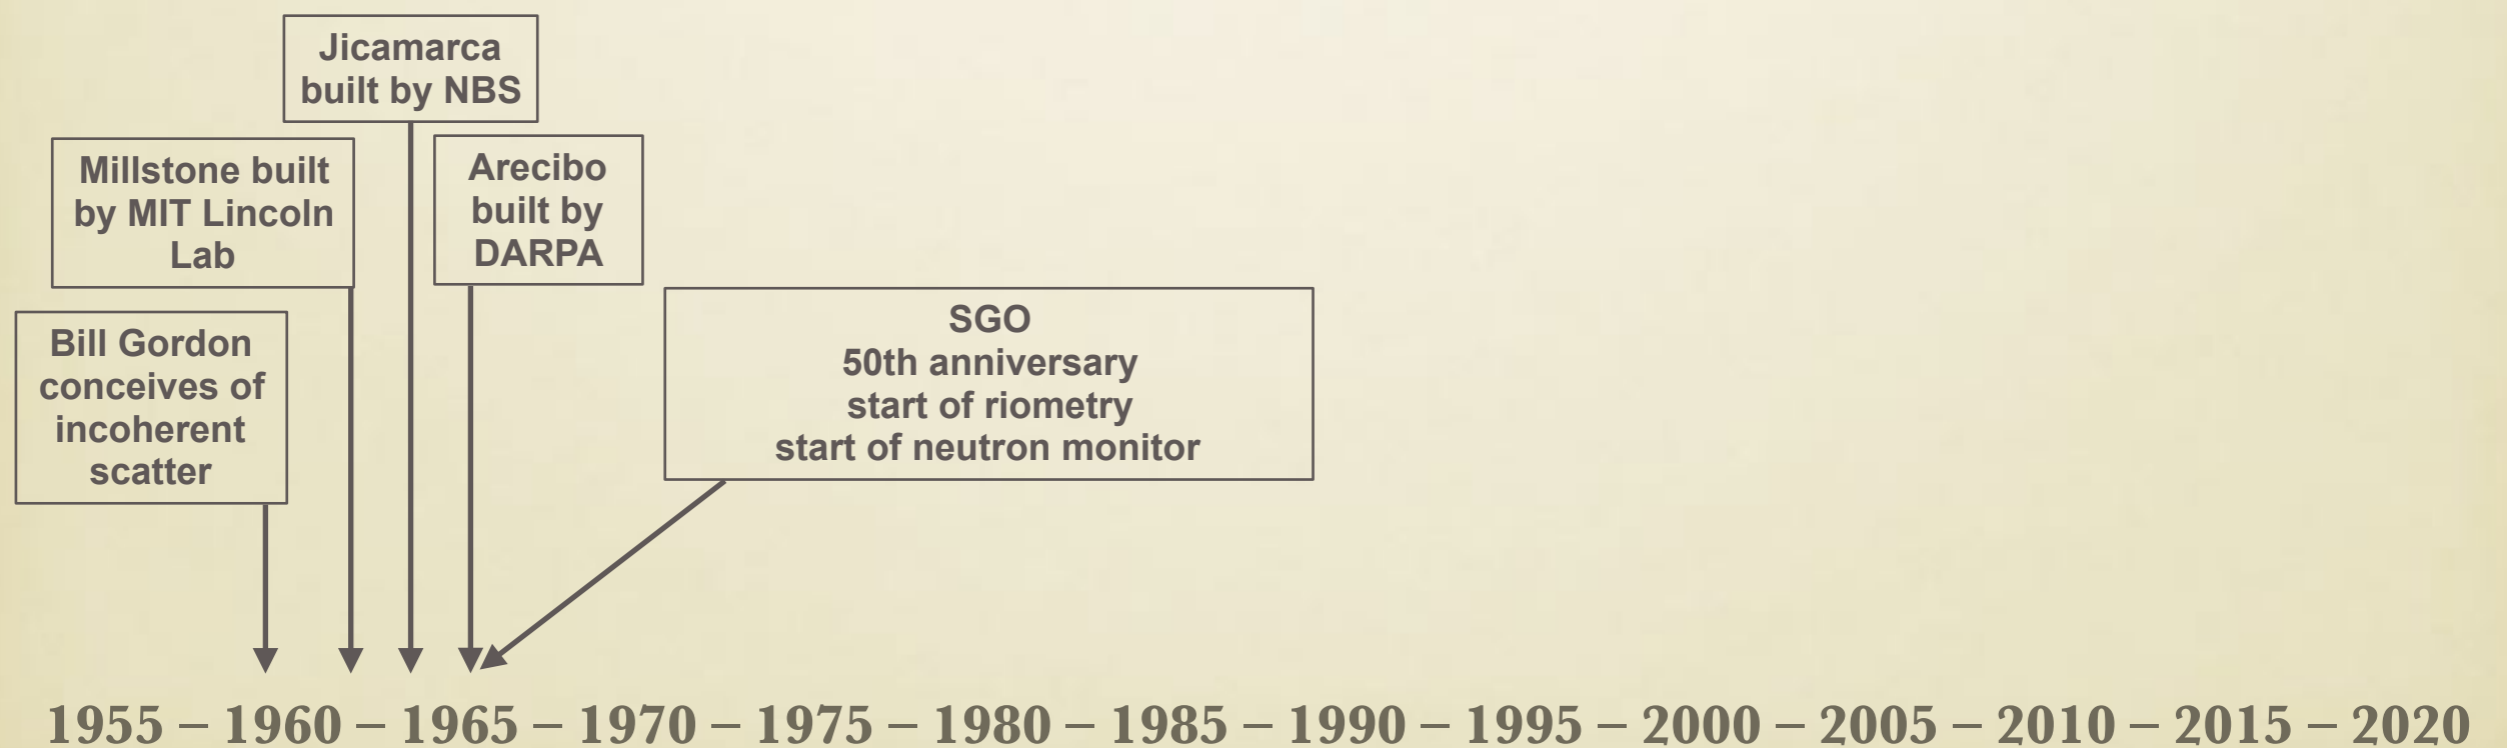 Jicamarca
built by NBS
Millstone built
by MIT Lincoln
Lab
Arecibo
built by
DARPA
Bill Gordon
conceives of
incoherent
scatter
SGO
50th anniversary
start of riometry
start of neutron monitor
1955 – 1960 – 1965 – 1970 – 1975 – 1980 – 1985 – 1990 – 1995 – 2000 – 2005 – 2010 – 2015 – 2020